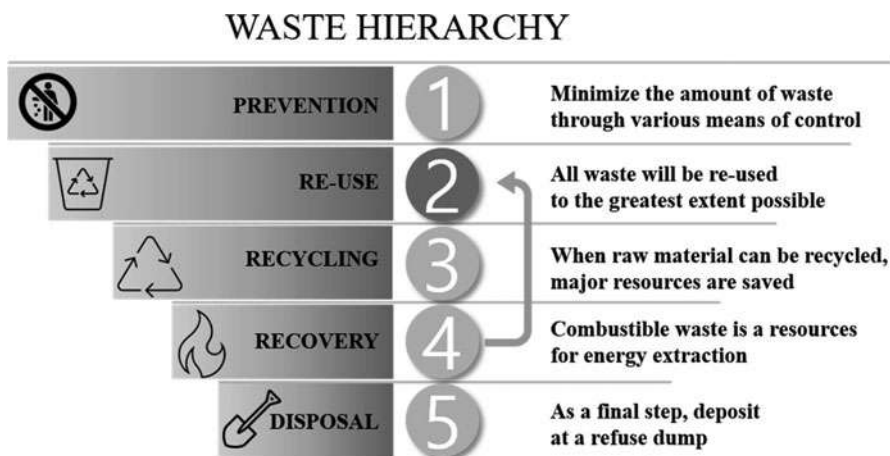 WASTE HIERARCHY
PREVENTION
1
Minimize the amount of waste
through various means of control
RE-USE
2
All waste will be re-used
to the greatest extent possible
RECYCLING
3
When raw material can be recycled,
major resources are saved
RECOVERY
4
Combustible waste is a resources
for energy extraction
DISPOSAL
5
As a final step, deposit
at a refuse dump